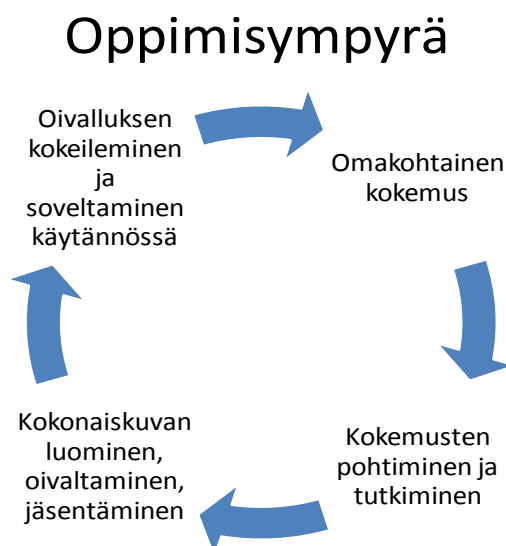 Oppimisympyrä
Oivalluksen
kokeileminen
ja
soveltaminen
käytännössä
Omakohtainen
kokemus
Kokemusten
pohtiminen ja
tutkiminen
Kokonaiskuvan
luominen,
oivaltaminen,
jäsentäminen